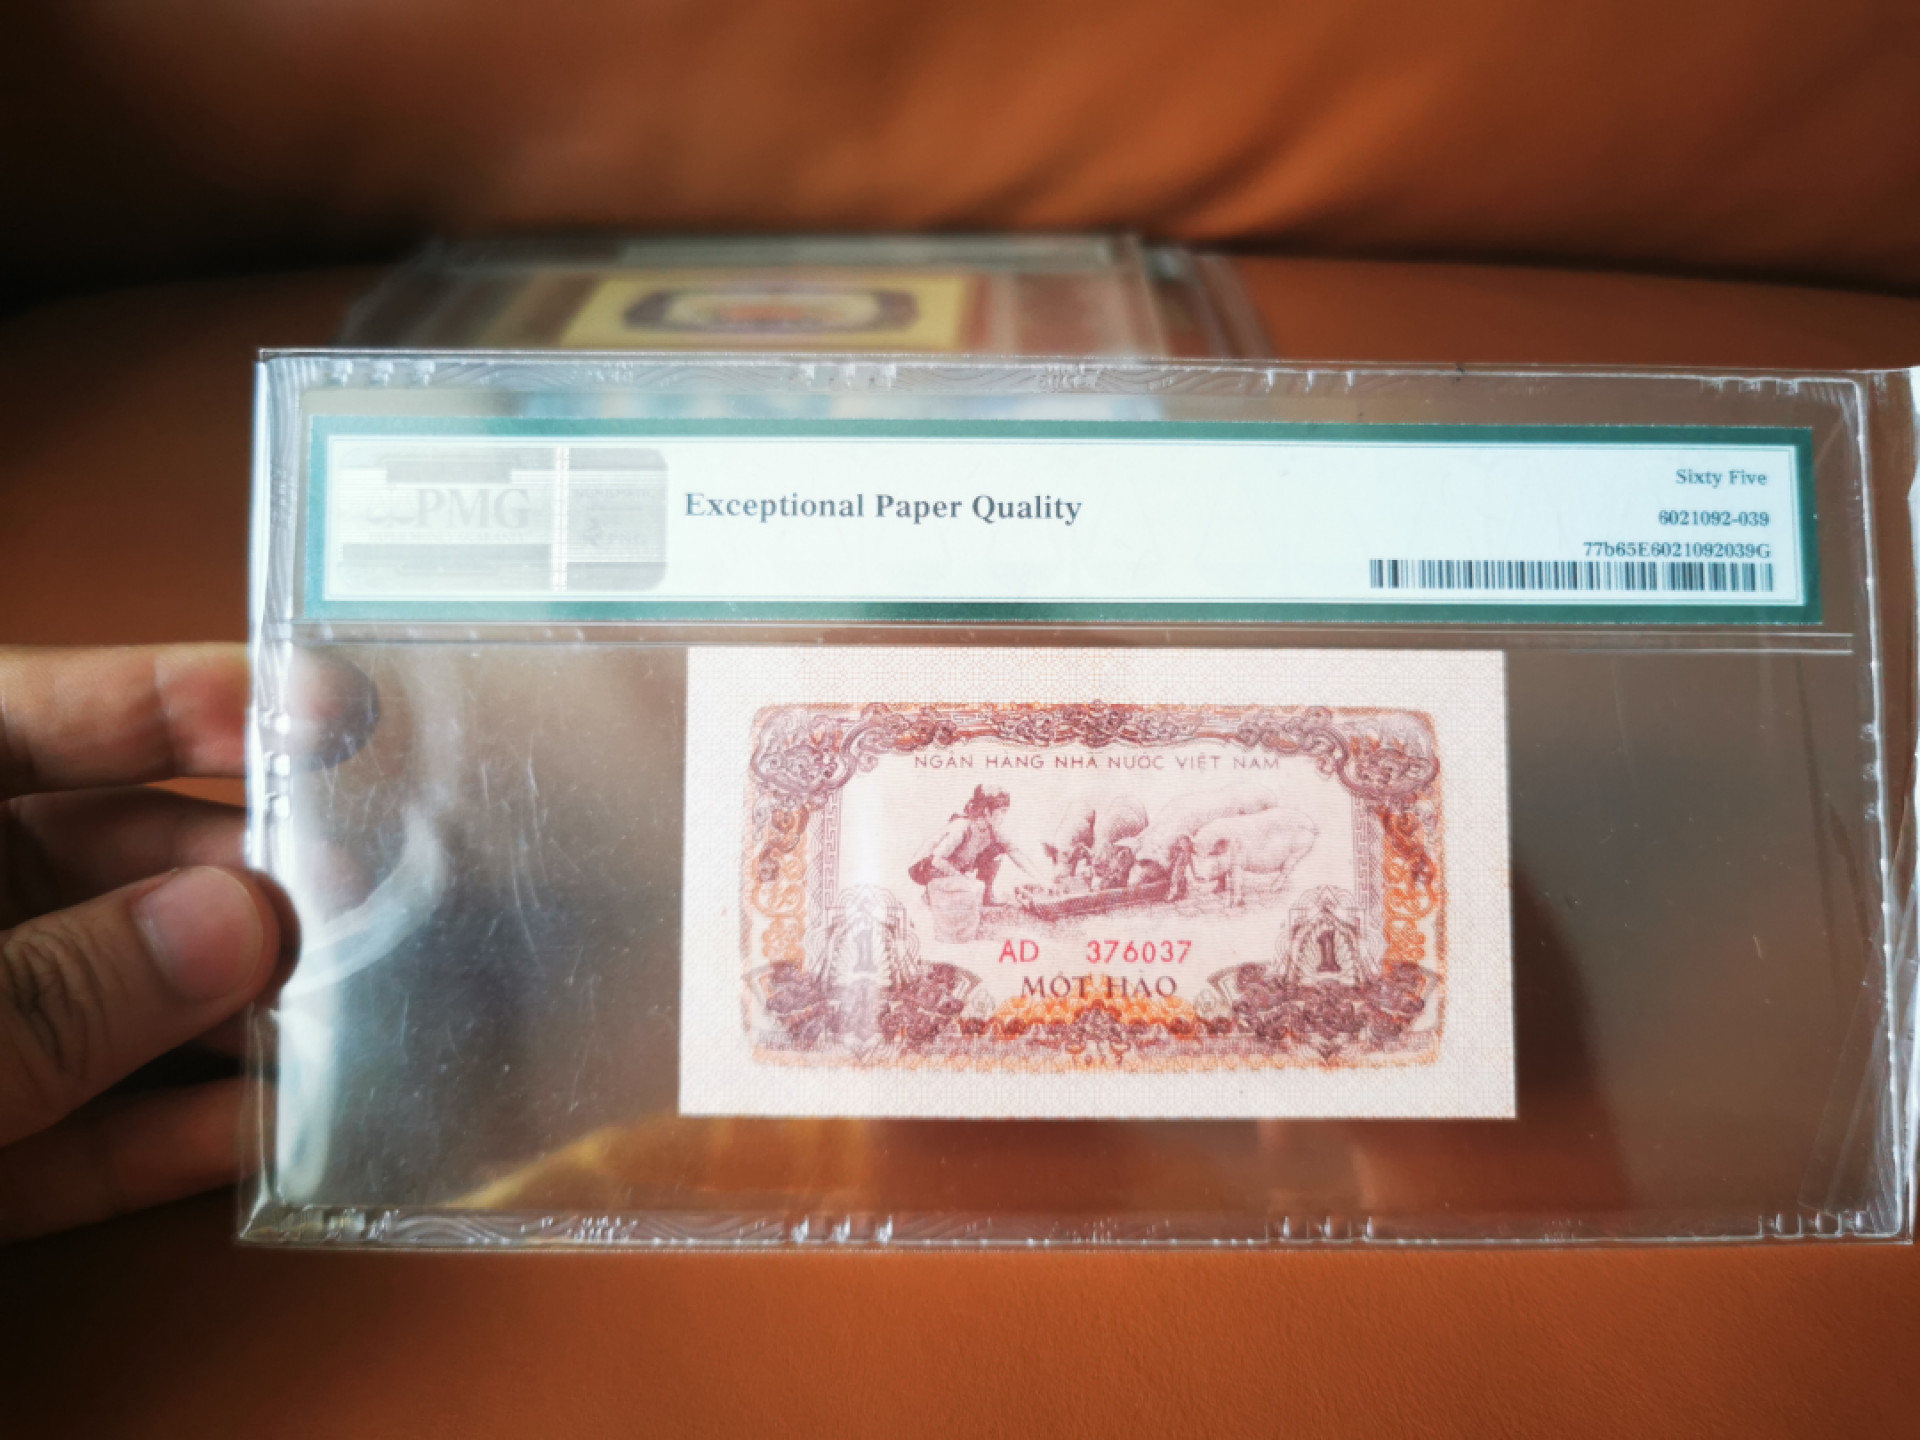 PMG
Exceptional Paper Quality
Sixty Five
6021092-039
77b65E6021092039G
NGÂN HÀNG NHÀ NƯỚC VIỆT NAM
AD 376037
MỘT HÀO
1 1